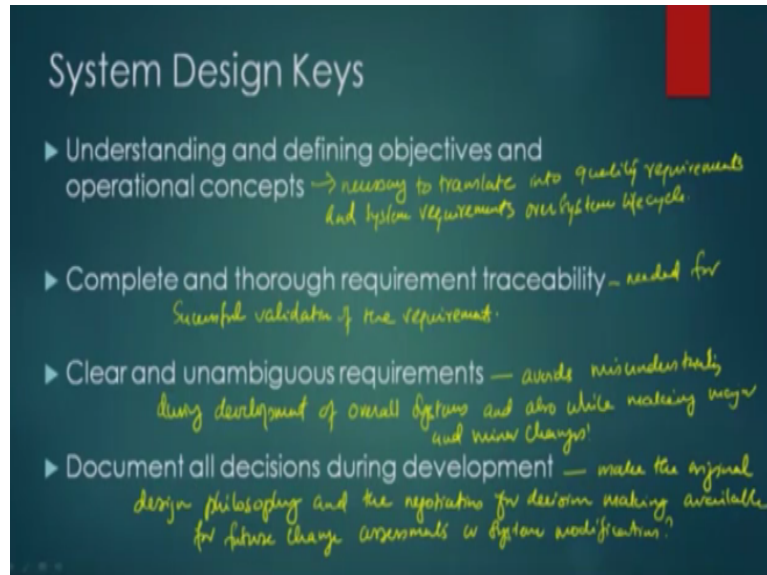 System Design Keys
Understanding and defining objectives and
operational concepts → necessary to translate into quality requirements
and system requirements over system lifecycle.
Complete and thorough requirement traceability – needed for
Successful validation of the requirement.
Clear and unambiguous requirements — avoids misunderstanding
during development of overall systems and also while making major
and minor changes!
Document all decisions during development — make the original
design philosophy and the negotiation for decision making available
for future change assessments or system modifications!